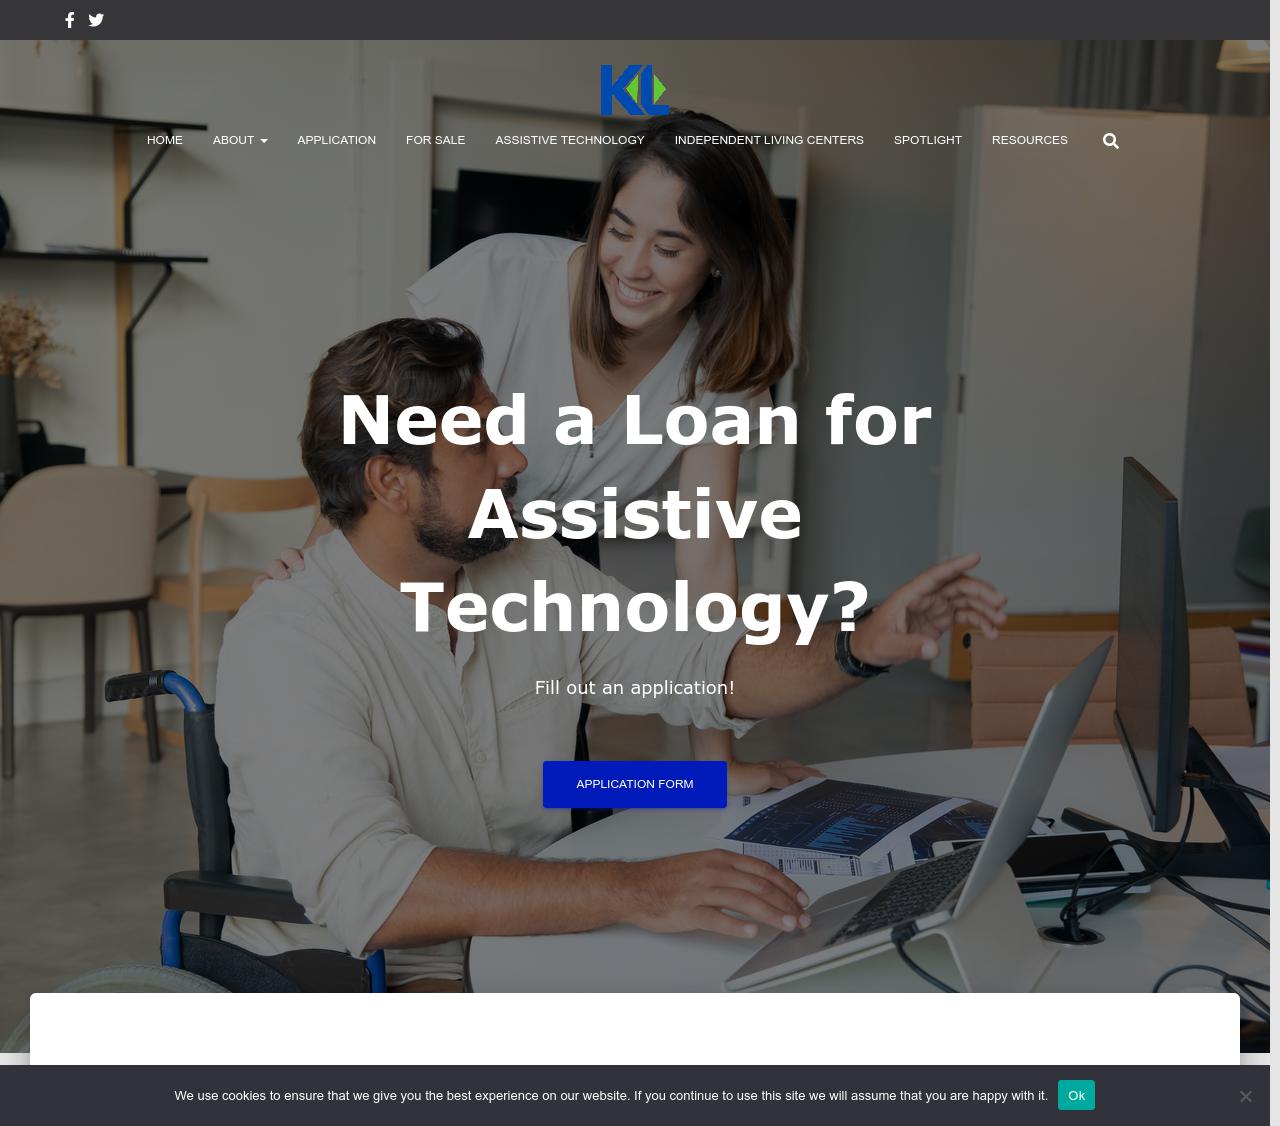 KL
HOME ABOUT APPLICATION FOR SALE ASSISTIVE TECHNOLOGY INDEPENDENT LIVING CENTERS SPOTLIGHT RESOURCES
Need a Loan for
Assistive
Technology?
Fill out an application!
APPLICATION FORM
We use cookies to ensure that we give you the best experience on our website. If you continue to use this site we will assume that you are happy with it. Ok